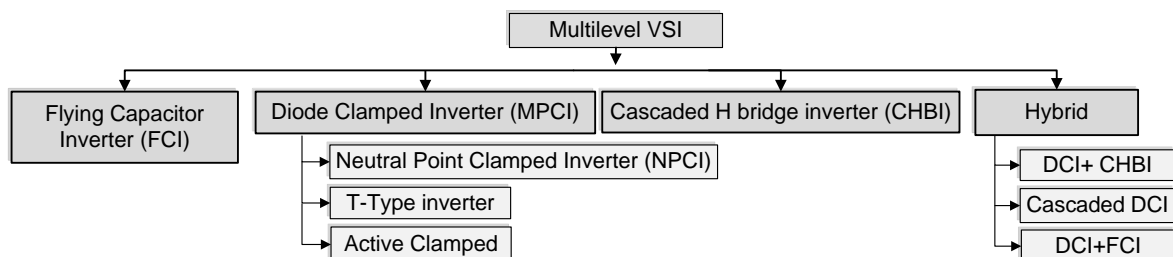 Multilevel VSI
Flying Capacitor
Inverter (FCI)
Diode Clamped Inverter (MPCI)
Neutral Point Clamped Inverter (NPCI)
T-Type inverter
Active Clamped
Cascaded H bridge inverter (CHBI)
Hybrid
DCI+ CHBI
Cascaded DCI
DCI+FCI